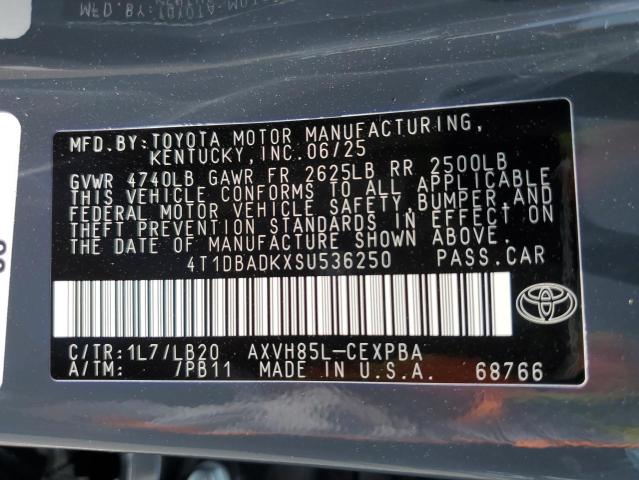 MFD.BY:TOYOTA MOTOR MANUFACTURING,
KENTUCKY, INC.06/25
GVWR 4740LB GAWR FR 2625LB RR 2500LB
THIS VEHICLE CONFORMS TO ALL APPLICABLE
FEDERAL MOTOR VEHICLE SAFETY, BUMPER, AND
THEFT PREVENTION STANDARDS IN EFFECT ON
THE DATE OF MANUFACTURE SHOWN ABOVE.
4T1DBADKXSU536250 PASS.CAR
C/TR:1L7/LB20 AXVH85L-CEXPBA
A/TM: /PB11 MADE IN U.S.A. 68766